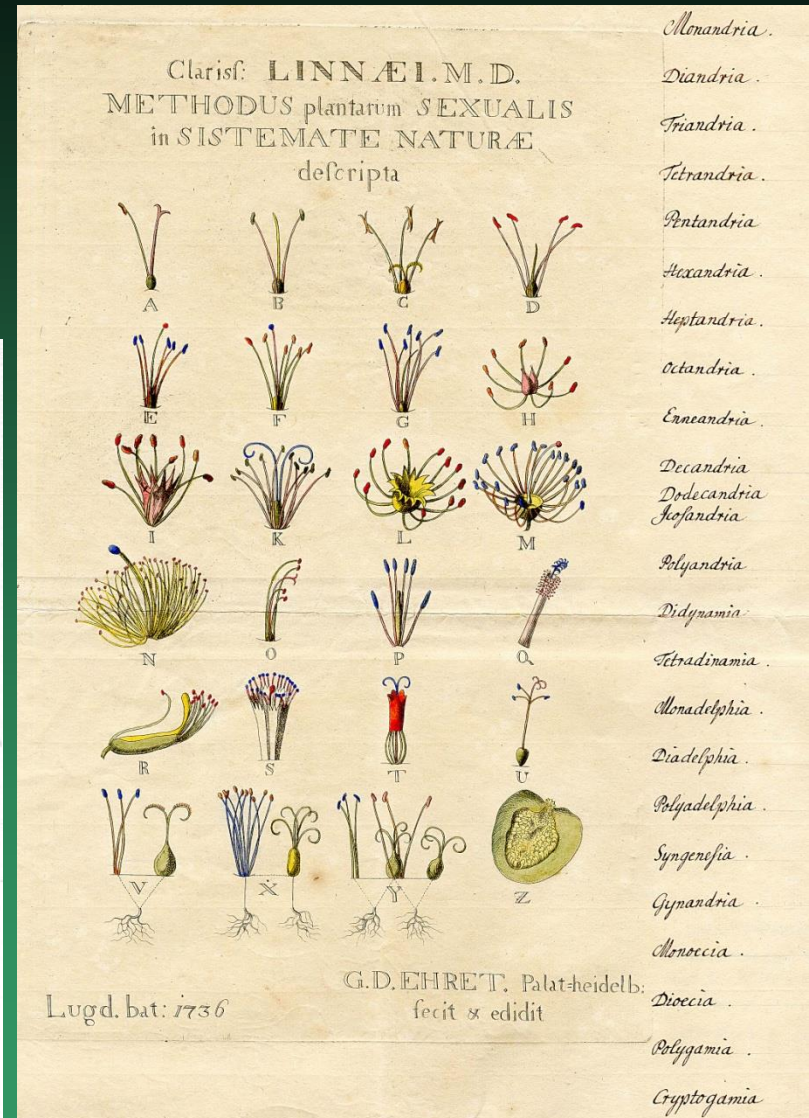 Clarisſ: LINNÆI. M. D.
METHODUS plantarum SEXUALIS
in SISTEMATE NATURÆ
deſcripta
A B C D
E F G H
I K L M
N O P Q
R S T U
V X Y Z
Lugd. bat: 1736
G.D. EHRET. Palat=heidelb:
fecit & edidit
Monandria.
Diandria.
Triandria.
Tetrandria.
Pentandria
Hexandria.
Heptandria.
Octandria.
Enneandria.
Decandria
Dodecandria
Icoſandria
Polyandria
Didynamia
Tetradinamia.
Monadelphia.
Diadelphia.
Polyadelphia.
Syngeneſia.
Gynandria.
Monoecia.
Dioecia.
Polygamia.
Cryptogamia